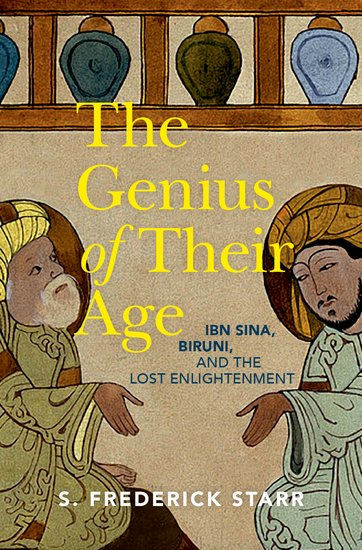 The
Genius
of Their
Age
IBN SINA,
BIRUNI,
AND THE
LOST ENLIGHTENMENT
S. FREDERICK STARR